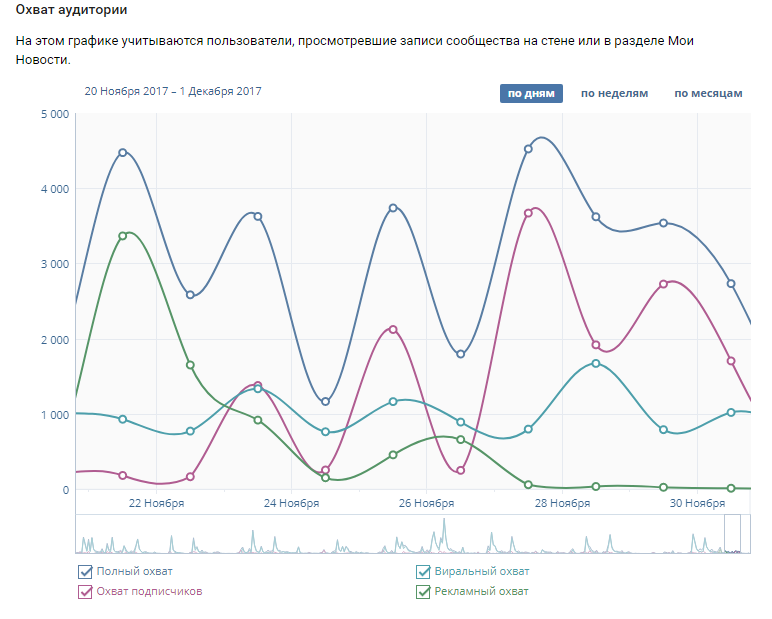 Охват аудитории
На этом графике учитываются пользователи, просмотревшие записи сообщества на стене или в разделе Мои
Новости.
20 Ноября 2017 – 1 Декабря 2017
по дням по неделям по месяцам
5 000
4 000
3 000
2 000
1 000
0
22 Ноября 24 Ноября 26 Ноября 28 Ноября 30 Ноября
Полный охват Виральный охват
Охват подписчиков Рекламный охват